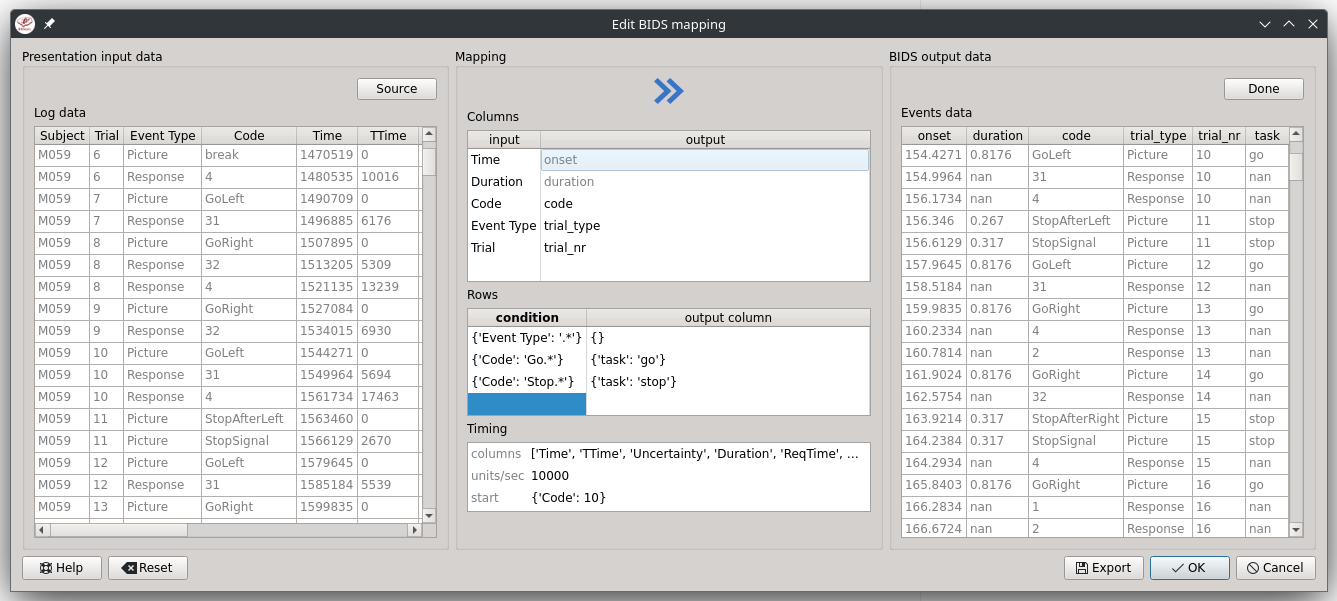 Edit BIDS mapping
Presentation input data
Source
Log data
Subject Trial Event Type Code Time TTime
M059 6 Picture break 1470519 0
M059 6 Response 4 1480535 10016
M059 7 Picture GoLeft 1490709 0
M059 7 Response 31 1496885 6176
M059 8 Picture GoRight 1507895 0
M059 8 Response 32 1513205 5309
M059 8 Response 4 1521135 13239
M059 9 Picture GoRight 1527084 0
M059 9 Response 32 1534015 6930
M059 10 Picture GoLeft 1544271 0
M059 10 Response 31 1549964 5694
M059 10 Response 4 1561734 17463
M059 11 Picture StopAfterLeft 1563460 0
M059 11 Picture StopSignal 1566129 2670
M059 12 Picture GoLeft 1579645 0
M059 12 Response 31 1585184 5539
M059 13 Picture GoRight 1599835 0
Mapping
Columns
input output
Time onset
Duration duration
Code code
Event Type trial_type
Trial trial_nr
Rows
condition output column
{'Event Type': '.*'} {}
{'Code': 'Go.*'} {'task': 'go'}
{'Code': 'Stop.*'} {'task': 'stop'}
Timing
columns ['Time', 'TTime', 'Uncertainty', 'Duration', 'ReqTime', ...
units/sec 10000
start {'Code': 10}
BIDS output data
Done
Events data
onset duration code trial_type trial_nr task
154.4271 0.8176 GoLeft Picture 10 go
154.9964 nan 31 Response 10 nan
156.1734 nan 4 Response 10 nan
156.346 0.267 StopAfterLeft Picture 11 stop
156.6129 0.317 StopSignal Picture 11 stop
157.9645 0.8176 GoLeft Picture 12 go
158.5184 nan 31 Response 12 nan
159.9835 0.8176 GoRight Picture 13 go
160.2334 nan 4 Response 13 nan
160.7814 nan 2 Response 13 nan
161.9024 0.8176 GoRight Picture 14 go
162.5754 nan 32 Response 14 nan
163.9214 0.317 StopAfterRight Picture 15 stop
164.2384 0.317 StopSignal Picture 15 stop
164.2934 nan 4 Response 15 nan
165.8403 0.8176 GoRight Picture 16 go
166.2834 nan 1 Response 16 nan
166.6724 nan 2 Response 16 nan
Help Reset Export OK Cancel